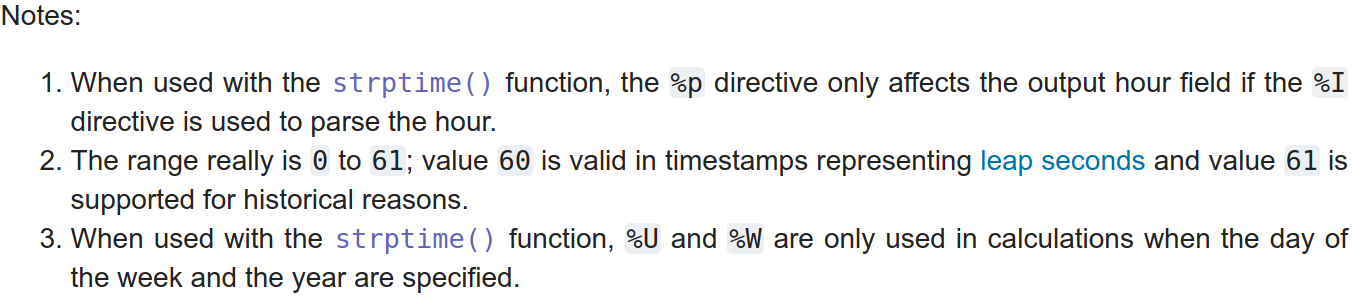 Notes:
1. When used with the strptime() function, the %p directive only affects the output hour field if the %I
directive is used to parse the hour.
2. The range really is 0 to 61; value 60 is valid in timestamps representing leap seconds and value 61 is
supported for historical reasons.
3. When used with the strptime() function, %U and %W are only used in calculations when the day of
the week and the year are specified.